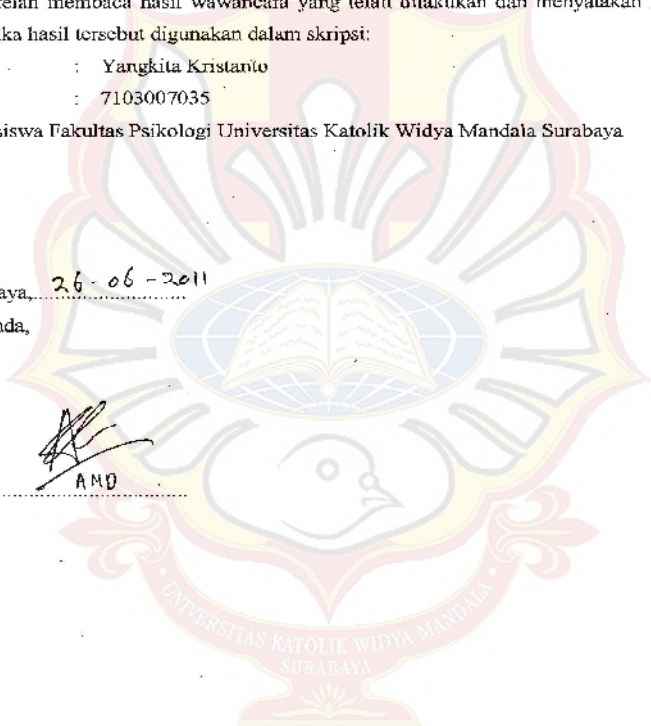 telah membaca hasil wawancara yang telah dilakukan dan menyatakan
ka hasil tersebut digunakan dalam skripsi:
: Yangkita Kristanto
: 7103007035
siswa Fakultas Psikologi Universitas Katolik Widya Mandala Surabaya
aya, 26 - 06 - 2011
da,
AMD
UNIVERSITAS KATOLIK WIDYA MANDALA
SURABAYA